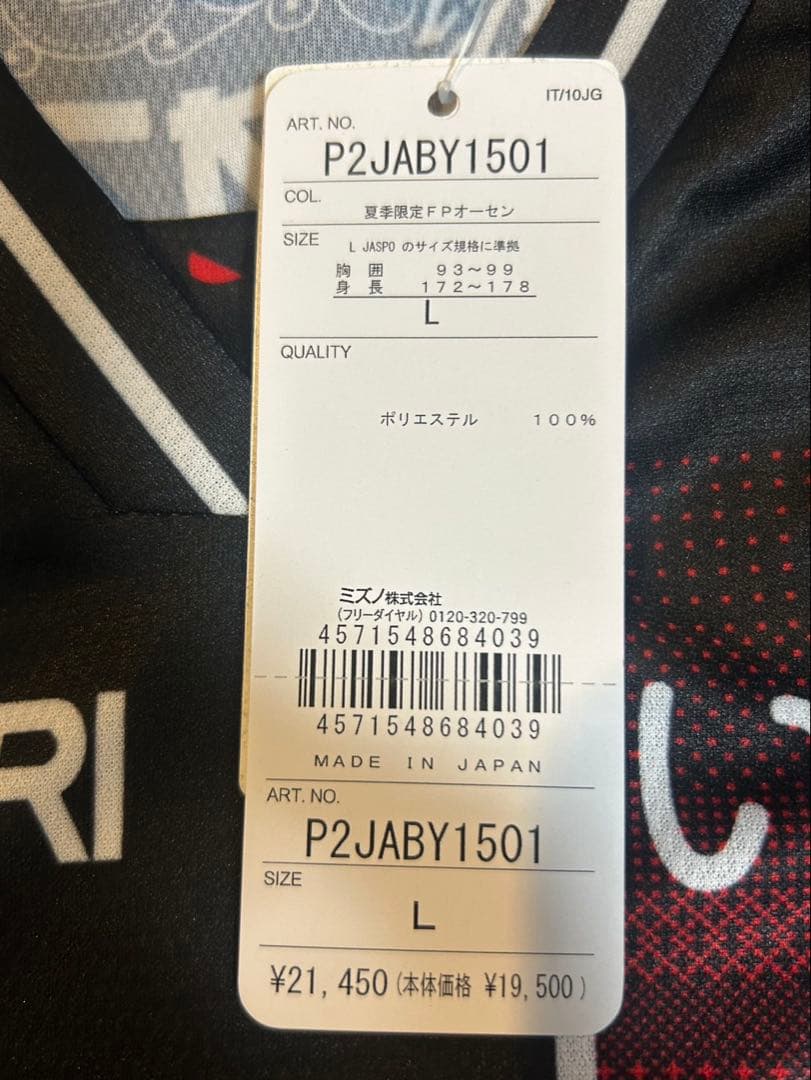 IT/10JG
ART. NO.
P2JABY1501
COL.
夏季限定FPオーセン
SIZE
L JASPO のサイズ規格に準拠
胸 囲 93～99
身 長 172～178
L
QUALITY
ポリエステル 100%
ミズノ株式会社
(フリーダイヤル) 0120-320-799
4571548684039
4571548684039
MADE IN JAPAN
ART. NO.
P2JABY1501
SIZE
L
¥21,450 (本体価格 ¥19,500)
RI
い